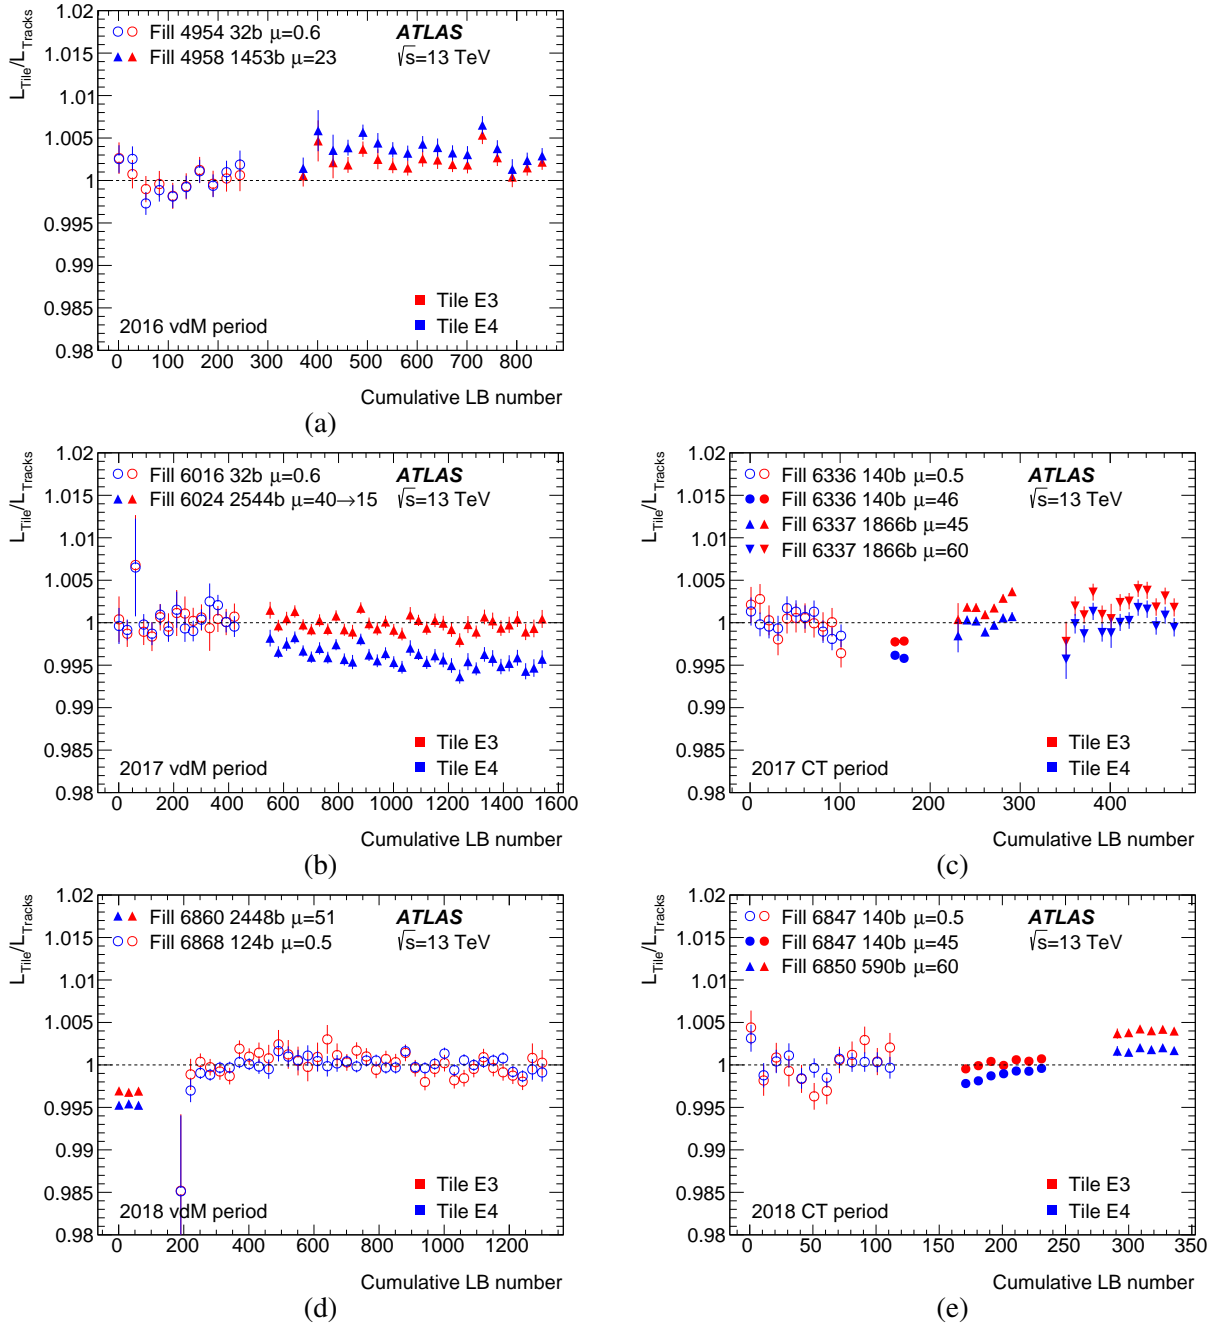 1.02
Fill 4954 32b μ=0.6
ATLAS
Fill 4958 1453b μ=23
√s=13 TeV
1.015
1.01
1.005
1
0.995
0.99
0.985
0.98
L_Tile/L_Tracks
Tile E3
Tile E4
2016 vdM period
0 100 200 300 400 500 600 700 800
Cumulative LB number
(a)
1.02
Fill 6016 32b μ=0.6
ATLAS
Fill 6024 2544b μ=40→15
√s=13 TeV
1.015
1.01
1.005
1
0.995
0.99
0.985
0.98
L_Tile/L_Tracks
Tile E3
Tile E4
2017 vdM period
0 200 400 600 800 1000 1200 1400 1600
Cumulative LB number
(b)
1.02
Fill 6336 140b μ=0.5
ATLAS
Fill 6336 140b μ=46
√s=13 TeV
Fill 6337 1866b μ=45
Fill 6337 1866b μ=60
1.015
1.01
1.005
1
0.995
0.99
0.985
0.98
L_Tile/L_Tracks
Tile E3
Tile E4
2017 CT period
0 100 200 300 400
Cumulative LB number
(c)
1.02
Fill 6860 2448b μ=51
ATLAS
Fill 6868 124b μ=0.5
√s=13 TeV
1.015
1.01
1.005
1
0.995
0.99
0.985
0.98
L_Tile/L_Tracks
Tile E3
Tile E4
2018 vdM period
0 200 400 600 800 1000 1200
Cumulative LB number
(d)
1.02
Fill 6847 140b μ=0.5
ATLAS
Fill 6847 140b μ=45
√s=13 TeV
Fill 6850 590b μ=60
1.015
1.01
1.005
1
0.995
0.99
0.985
0.98
L_Tile/L_Tracks
Tile E3
Tile E4
2018 CT period
0 50 100 150 200 250 300 350
Cumulative LB number
(e)